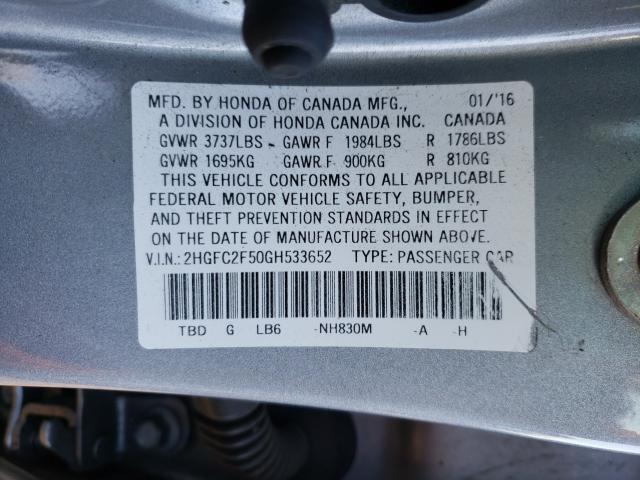 MFD. BY HONDA OF CANADA MFG., 01/'16
A DIVISION OF HONDA CANADA INC. CANADA
GVWR 3737LBS - GAWR F 1984LBS R 1786LBS
GVWR 1695KG GAWR F 900KG R 810KG
THIS VEHICLE CONFORMS TO ALL APPLICABLE
FEDERAL MOTOR VEHICLE SAFETY, BUMPER,
AND THEFT PREVENTION STANDARDS IN EFFECT
ON THE DATE OF MANUFACTURE SHOWN ABOVE.
V.I.N.: 2HGFC2F50GH533652 TYPE: PASSENGER CAR
TBD G LB6 -NH830M -A -H